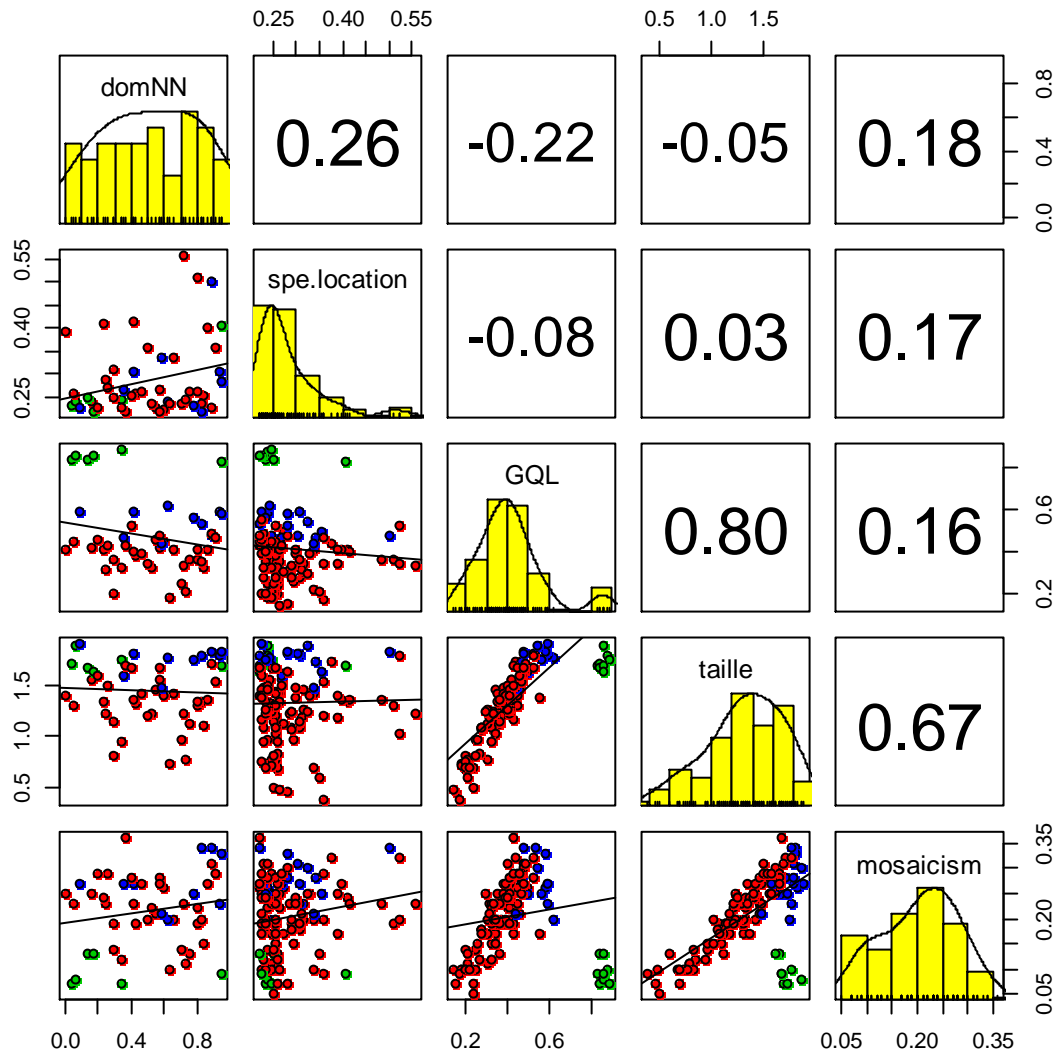 0.25 0.40 0.55 0.5 1.0 1.5
domNN 0.26 -0.22 -0.05 0.18 0.0 0.4 0.8
0.25 0.40 0.55 spe.location -0.08 0.03 0.17
GQL 0.80 0.16 0.2 0.6
0.5 1.0 1.5 taille 0.67
mosaicism 0.05 0.20 0.35
0.0 0.4 0.8 0.2 0.6 0.05 0.20 0.35